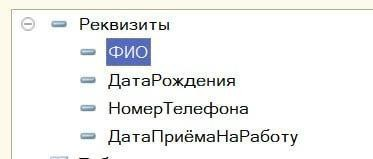 Реквизиты
ФИО
ДатаРождения
НомерТелефона
ДатаПриёмаНаРаботу